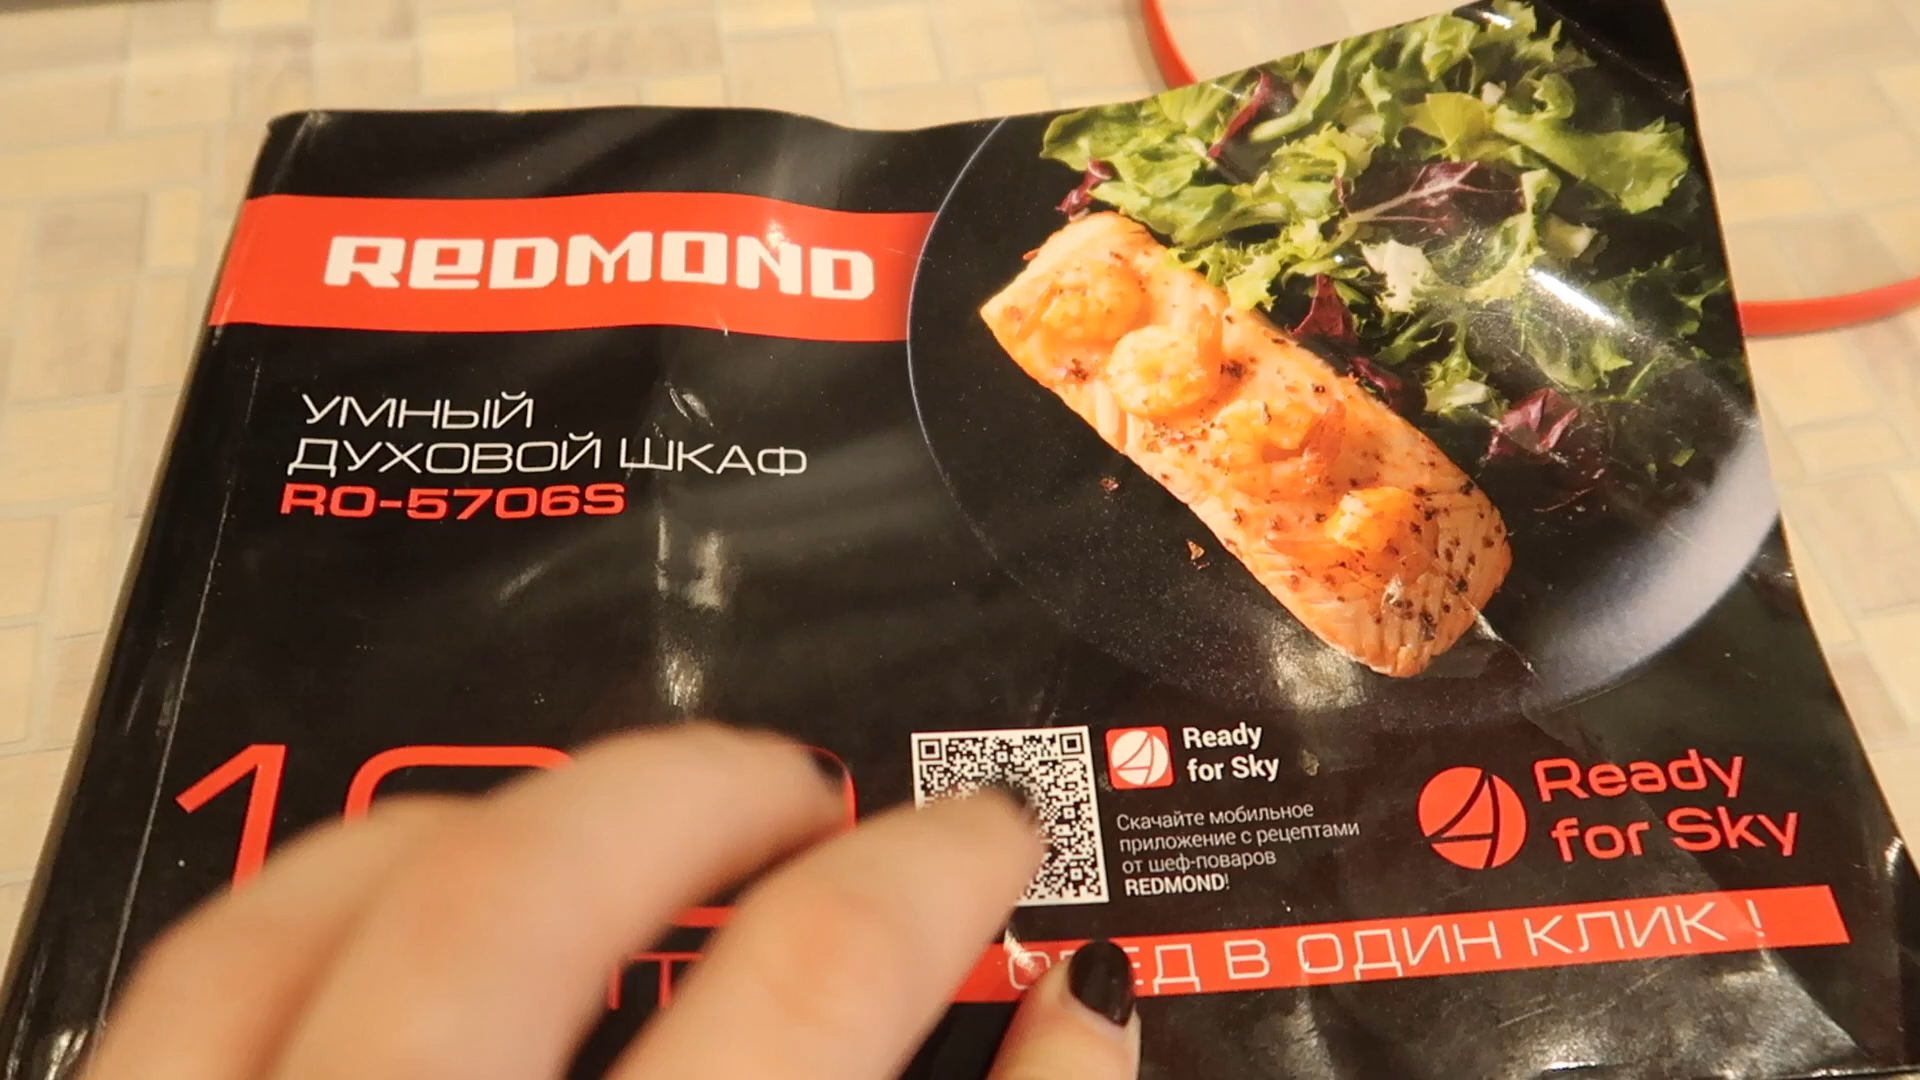 REDMOND
УМНЫЙ
ДУХОВОЙ ШКАФ
RO-5706S
Ready
for Sky
Скачайте мобильное
приложение с рецептами
от шеф-поваров
REDMOND!
Ready
for Sky
ОБЕД В ОДИН КЛИК !